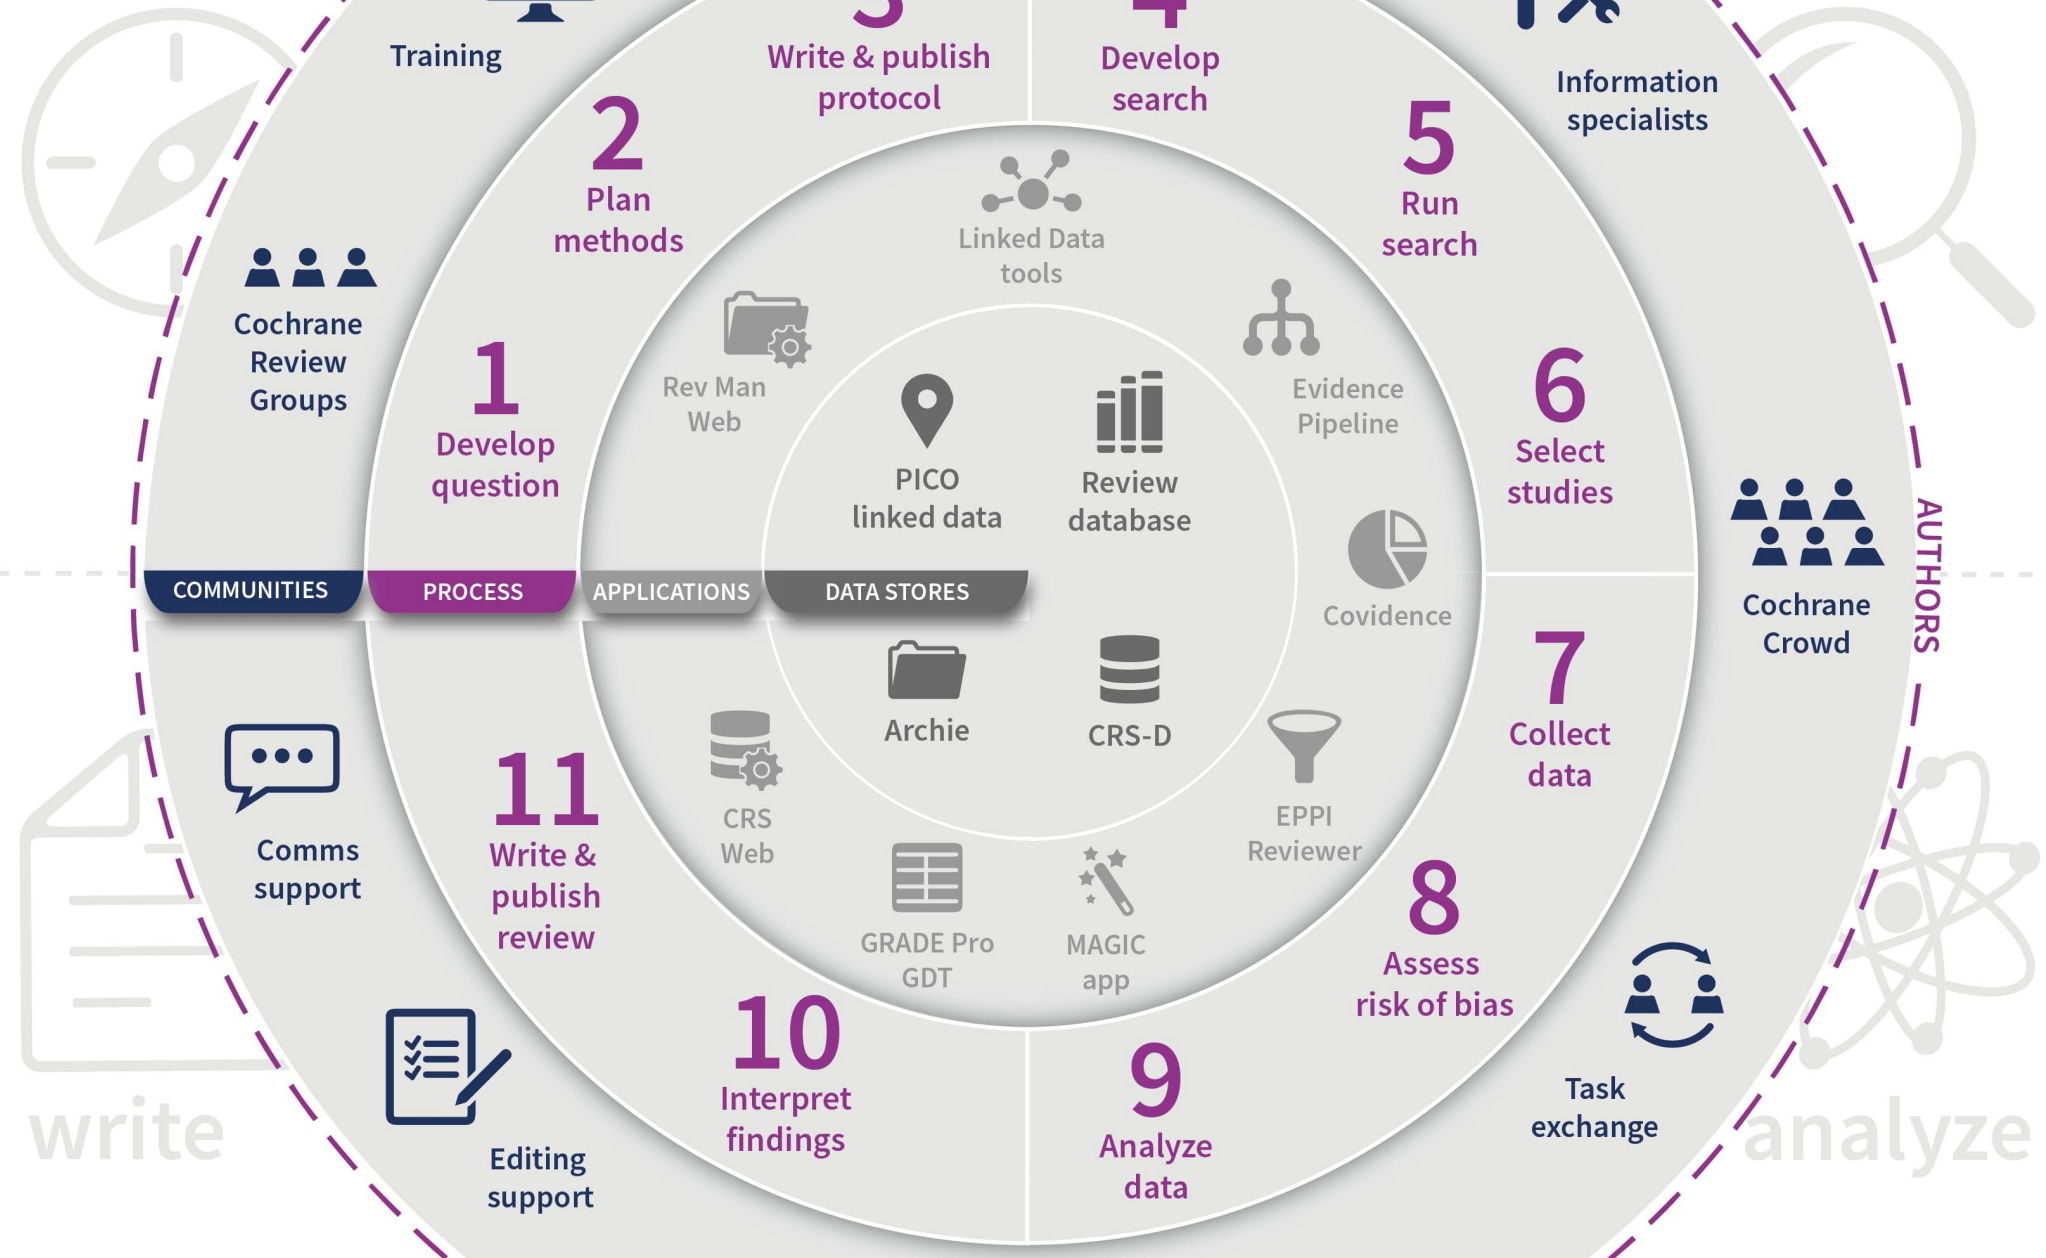 Training
3
Write & publish
protocol
4
Develop
search
Information
specialists
2
Plan
methods
5
Run
search
Linked Data
tools
Cochrane
Review
Groups
1
Develop
question
Rev Man
Web
Evidence
Pipeline
6
Select
studies
PICO
linked data
Review
database
COMMUNITIES
PROCESS
APPLICATIONS
DATA STORES
Covidence
Cochrane
Crowd
AUTHORS
Archie
CRS-D
7
Collect
data
Comms
support
11
Write &
publish
review
CRS
Web
EPPI
Reviewer
GRADE Pro
GDT
MAGIC
app
8
Assess
risk of bias
10
Interpret
findings
9
Analyze
data
Task
exchange
Editing
support
write
analyze